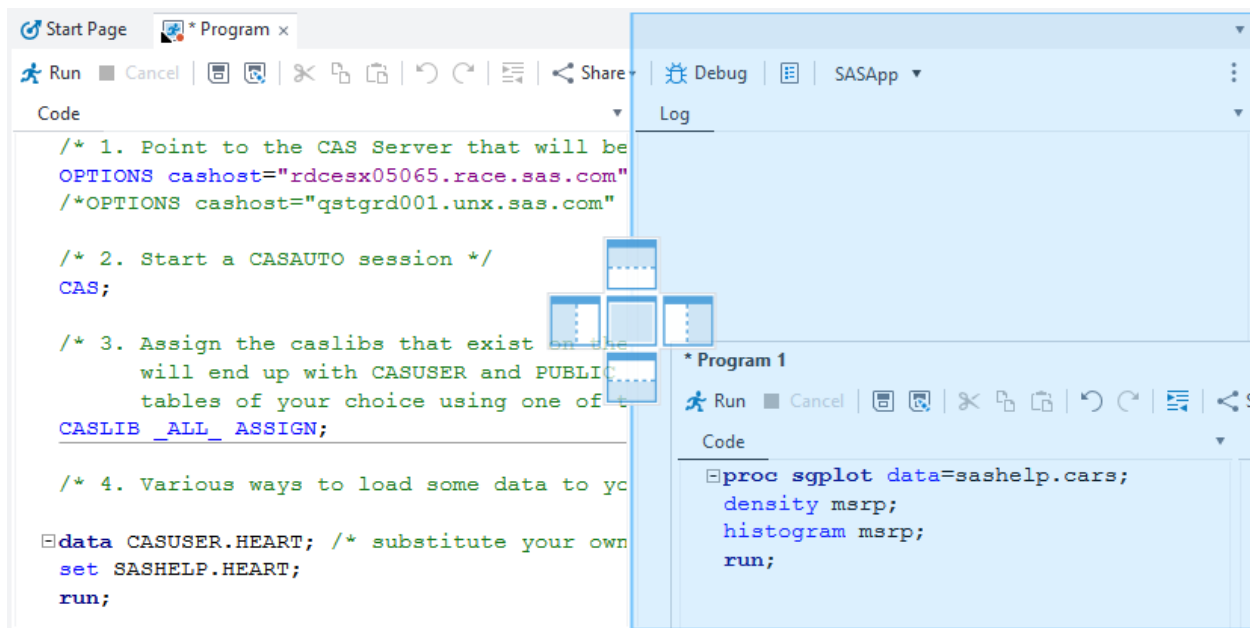 Start Page * Program ×
Run Cancel Share Debug SASApp
Code Log
/* 1. Point to the CAS Server that will be
OPTIONS cashost="rdcesx05065.race.sas.com"
/*OPTIONS cashost="qstgrd001.unx.sas.com"
/* 2. Start a CASAUTO session */
CAS;
/* 3. Assign the caslibs that exist on the
will end up with CASUSER and PUBLIC
tables of your choice using one of t
CASLIB _ALL_ ASSIGN;
/* 4. Various ways to load some data to yo
data CASUSER.HEART; /* substitute your own
set SASHELP.HEART;
run;
* Program 1
Run Cancel S
Code
proc sgplot data=sashelp.cars;
density msrp;
histogram msrp;
run;